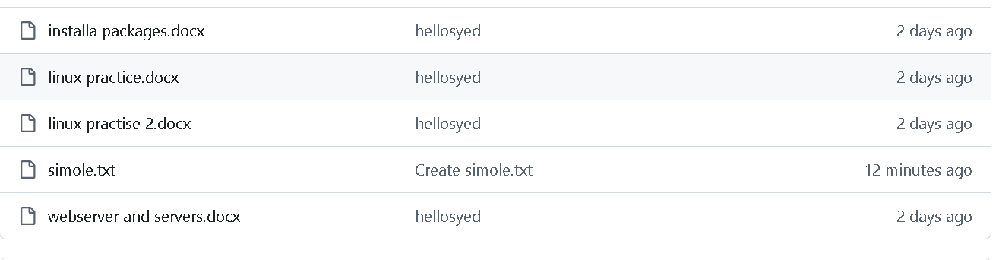 installa packages.docx hellosyed 2 days ago
linux practice.docx hellosyed 2 days ago
linux practise 2.docx hellosyed 2 days ago
simole.txt Create simole.txt 12 minutes ago
webserver and servers.docx hellosyed 2 days ago